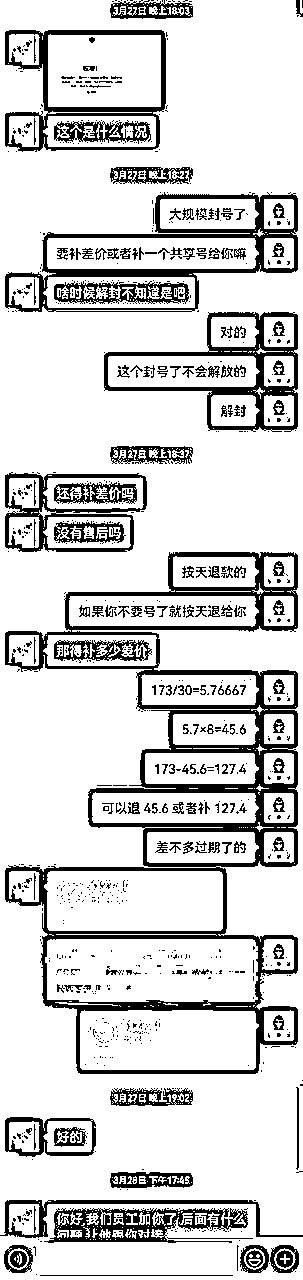 3月27日 晚上18:03
这个是什么情况
3月27日 晚上18:27
大规模封号了
要补差价或者补一个共享号给你嘛
啥时候解封不知道是吧
对的
这个封号了不会解放的
解封
3月27日 晚上18:37
还得补差价吗
没有售后吗
按天退款的
如果你不要号了就按天退给你
那得补多少差价
173/30=5.76667
5.7×8=45.6
173-45.6=127.4
可以退 45.6 或者补 127.4
差不多过期了的
3月27日 晚上19:02
好的
3月28日 下午17:45
你好,我们员工加你了,后面有什么